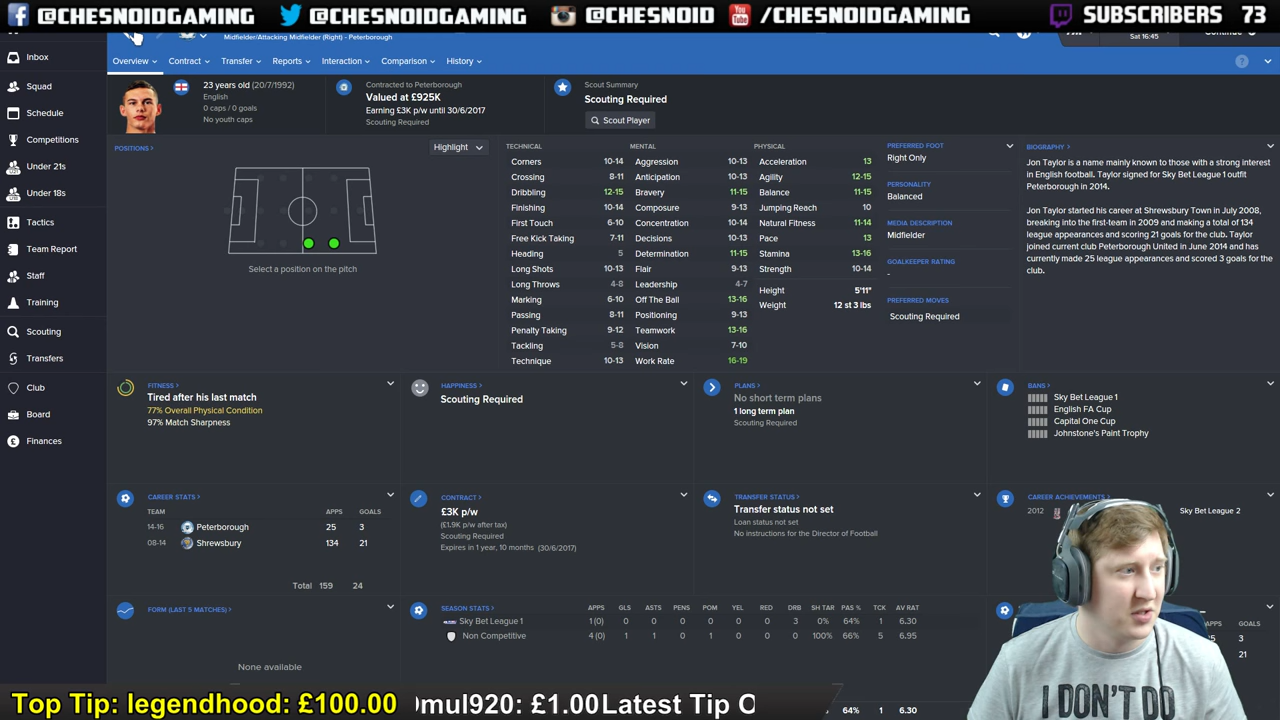 @CHESNOIDGAMING @CHESNOIDGAMING @CHESNOID /CHESNOIDGAMING SUBSCRIBERS 73
Midfielder/Attacking Midfielder (Right) - Peterborough
Sat 16:45
Continue
Inbox
Squad
Schedule
Competitions
Under 21s
Under 18s
Tactics
Team Report
Staff
Training
Scouting
Transfers
Club
Board
Finances
Overview Contract Transfer Reports Interaction Comparison History
23 years old (20/7/1992)
English
0 caps / 0 goals
No youth caps
Contracted to Peterborough
Valued at £925K
Earning £3K p/w until 30/6/2017
Scouting Required
Scout Summary
Scouting Required
Scout Player
POSITIONS
Highlight
Select a position on the pitch
TECHNICAL
Corners 10-14
Crossing 8-11
Dribbling 12-15
Finishing 10-14
First Touch 6-10
Free Kick Taking 7-11
Heading 5
Long Shots 10-13
Long Throws 4-8
Marking 6-10
Passing 8-11
Penalty Taking 9-12
Tackling 5-8
Technique 10-13
MENTAL
Aggression 10-13
Anticipation 10-13
Bravery 11-15
Composure 9-13
Concentration 10-14
Decisions 10-13
Determination 11-15
Flair 9-13
Leadership 4-7
Off The Ball 13-16
Positioning 9-13
Teamwork 13-16
Vision 7-10
Work Rate 16-19
PHYSICAL
Acceleration 13
Agility 12-15
Balance 11-15
Jumping Reach 10
Natural Fitness 11-14
Pace 13
Stamina 13-16
Strength 10-14
Height 5'11"
Weight 12 st 3 lbs
PREFERRED FOOT
Right Only
PERSONALITY
Balanced
MEDIA DESCRIPTION
Midfielder
GOALKEEPER RATING
-
PREFERRED MOVES
Scouting Required
BIOGRAPHY
Jon Taylor is a name mainly known to those with a strong interest
in English football. Taylor signed for Sky Bet League 1 outfit
Peterborough in 2014.
Jon Taylor started his career at Shrewsbury Town in July 2008,
breaking into the first-team in 2009 and making a total of 134
league appearances and scoring 21 goals for the club. Taylor
joined current club Peterborough United in June 2014 and has
currently made 25 league appearances and scored 3 goals for the
club.
FITNESS
Tired after his last match
77% Overall Physical Condition
97% Match Sharpness
HAPPINESS
Scouting Required
PLANS
No short term plans
1 long term plan
Scouting Required
BANS
Sky Bet League 1
English FA Cup
Capital One Cup
Johnstone's Paint Trophy
CAREER STATS
TEAM APPS GOALS
14-16 Peterborough 25 3
08-14 Shrewsbury 134 21
Total 159 24
CONTRACT
£3K p/w
(£1.9K p/w after tax)
Scouting Required
Expires in 1 year, 10 months (30/6/2017)
TRANSFER STATUS
Transfer status not set
Loan status not set
No instructions for the Director of Football
CAREER ACHIEVEMENTS
2012 Sky Bet League 2
FORM (LAST 5 MATCHES)
None available
SEASON STATS APPS GLS ASTS PENS POM YEL RED DRB SH TAR PAS % TCK AV RAT
Sky Bet League 1 1(0) 0 0 0 0 0 0 3 0% 64% 1 6.30
Non Competitive 4(0) 1 1 0 1 0 0 0 100% 66% 5 6.95
64% 1 6.30
APPS GOALS
3
21
I DON'T DO
Top Tip: legendhood: £100.00 mul920: £1.00Latest Tip